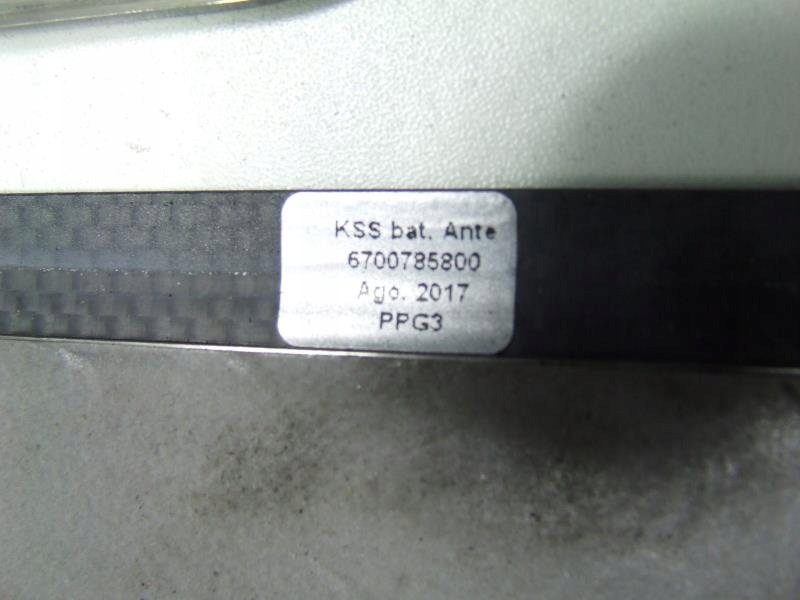 KSS bat. Ante
6700785800
Ago. 2017
PPG3